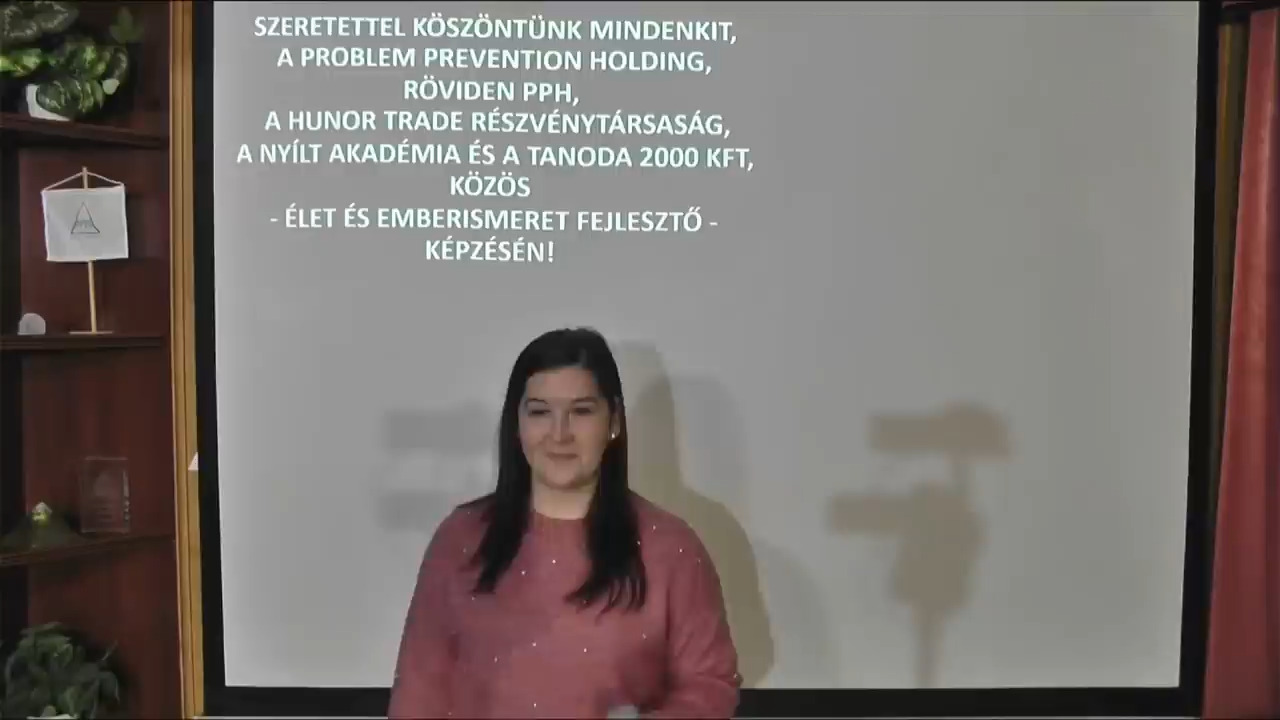 SZERETETTEL KÖSZÖNTÜNK MINDENKIT,
A PROBLEM PREVENTION HOLDING,
RÖVIDEN PPH,
A HUNOR TRADE RÉSZVÉNYTÁRSASÁG,
A NYÍLT AKADÉMIA ÉS A TANODA 2000 KFT,
KÖZÖS
- ÉLET ÉS EMBERISMERET FEJLESZTŐ -
KÉPZÉSÉN!